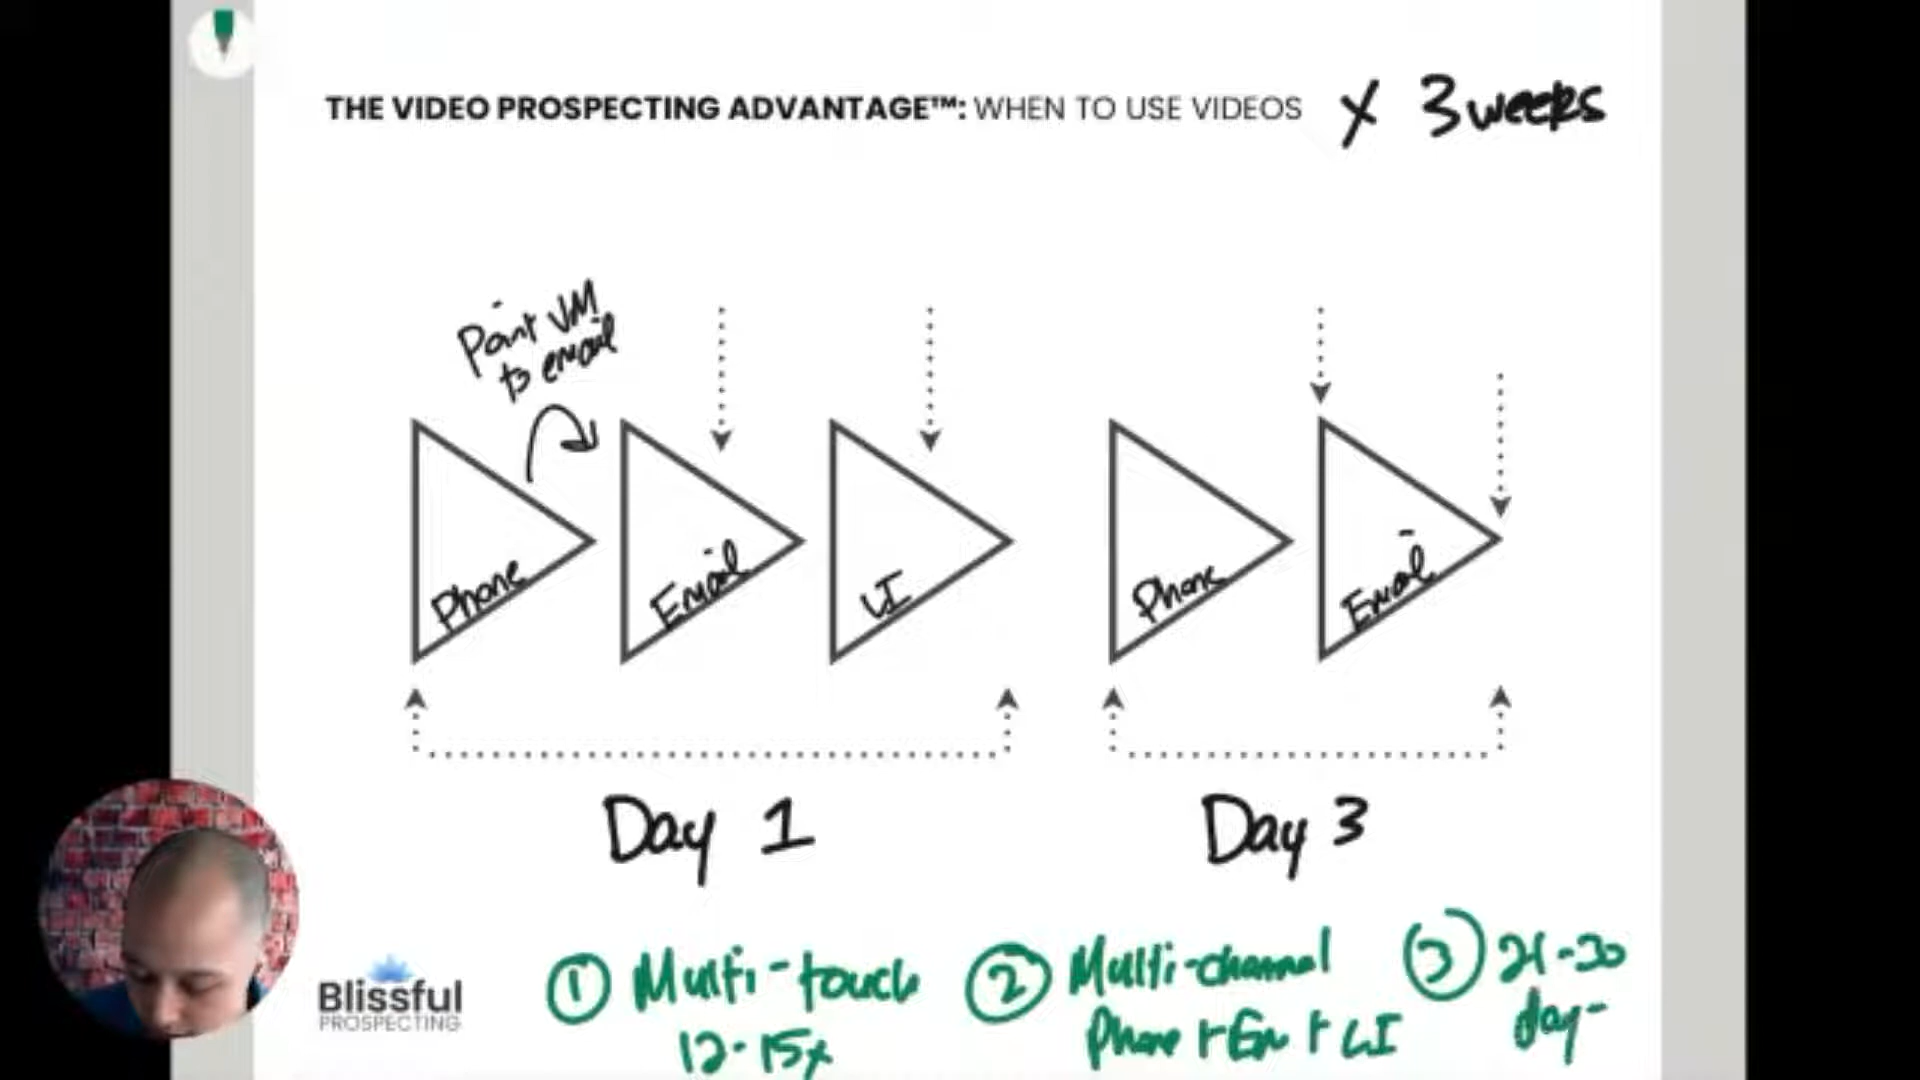 THE VIDEO PROSPECTING ADVANTAGE™: WHEN TO USE VIDEOS X 3 weeks
Point VM
to email
Phone
Email
LI
Phone
Email
Day 1
Day 3
Blissful
PROSPECTING
① Multi-touch
12-15x
② Multi-channel
Phone + Em + LI
③ 21-30
day-